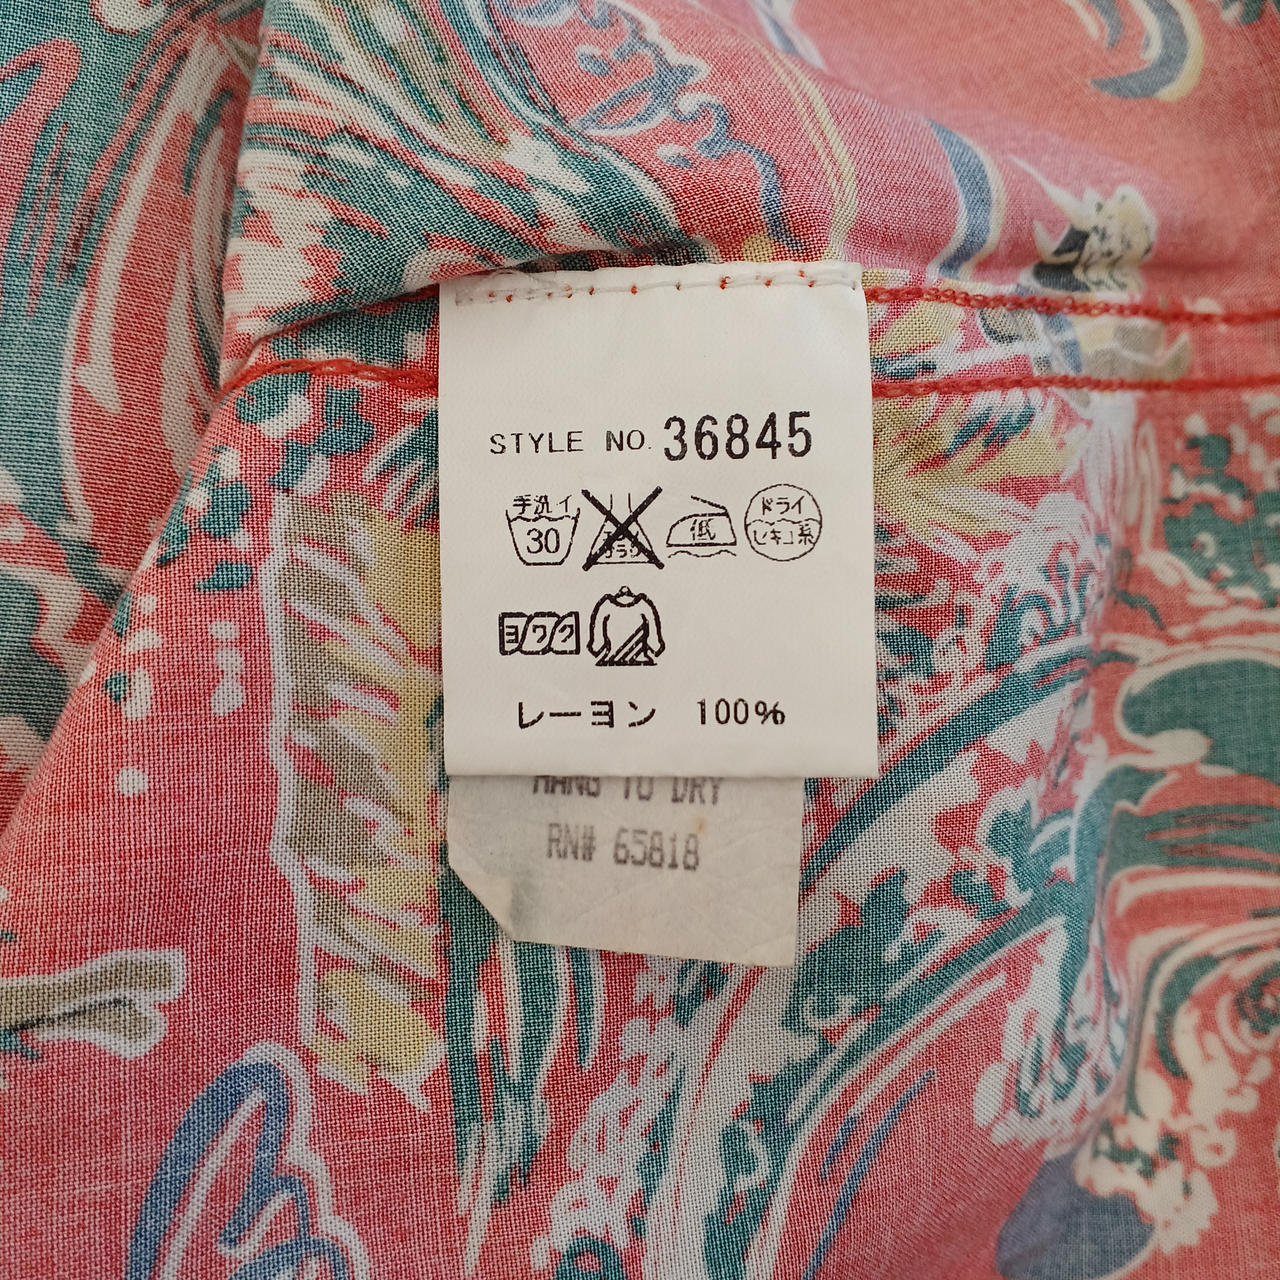 STYLE NO. 36845
手洗イ
30
ドライ
低
セキユ系
ヨワク
レーヨン 100%
HANG TO DRY
RN# 65818